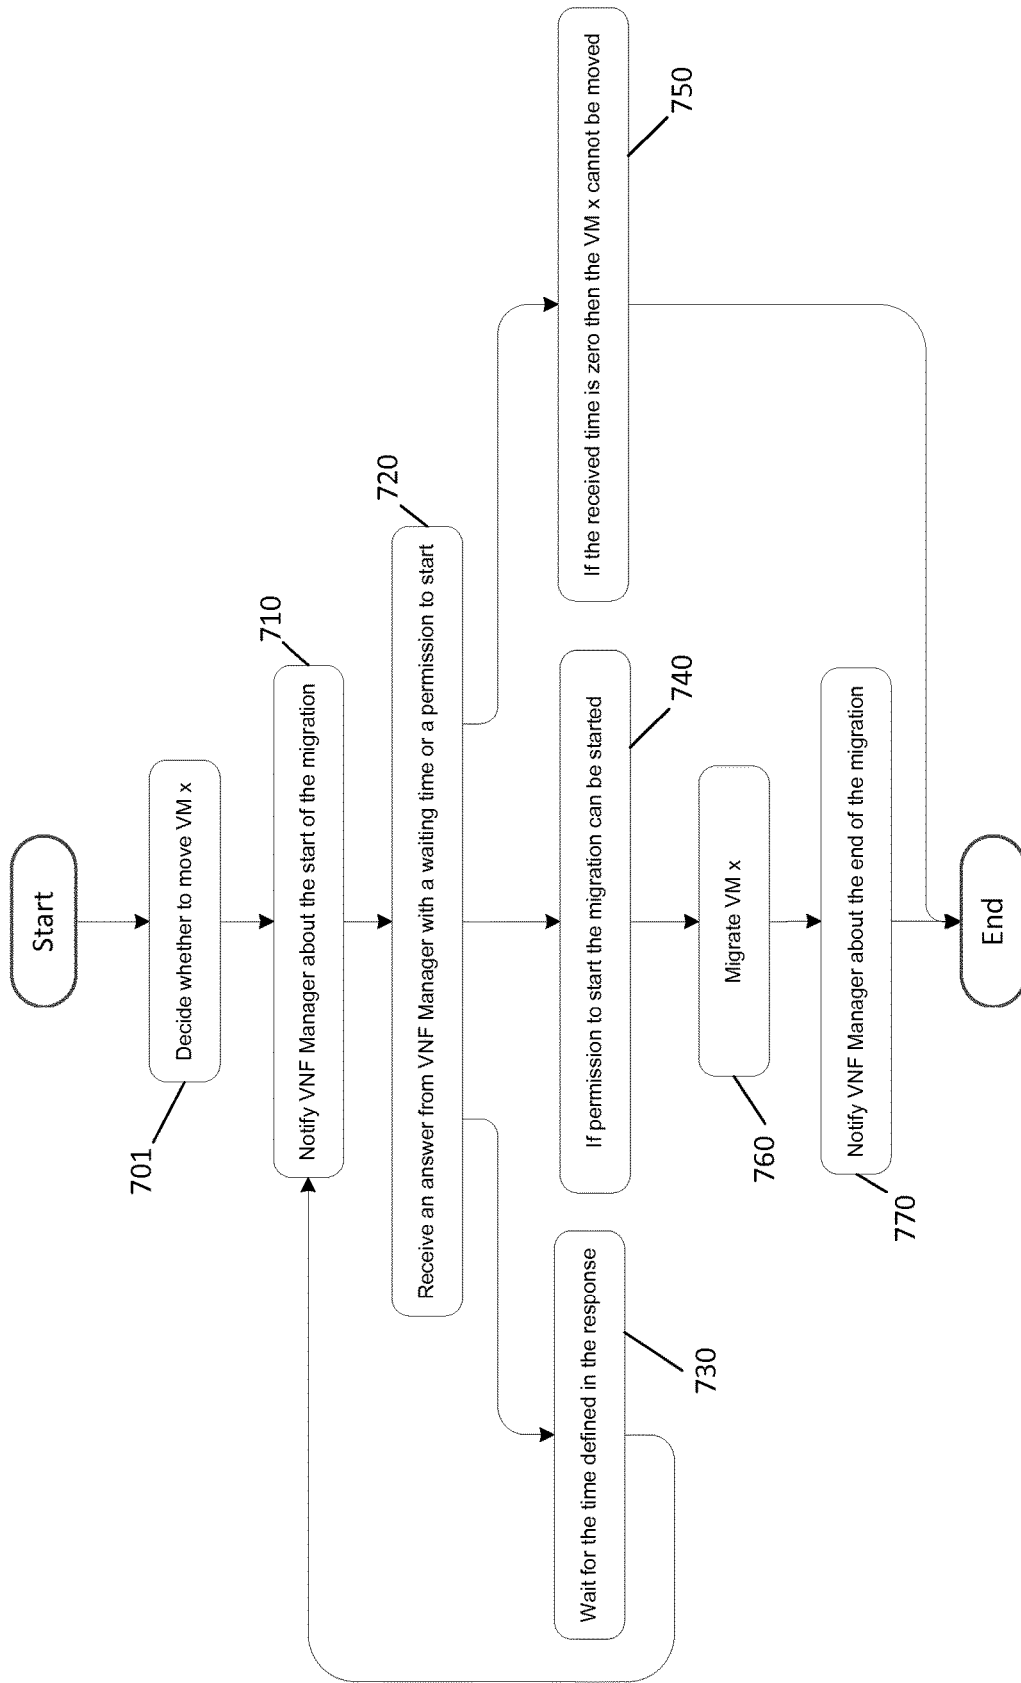 Start
Decide whether to move VM x
701
Notify VNF Manager about the start of the migration
710
Receive an answer from VNF Manager with a waiting time or a permission to start
720
Wait for the time defined in the response
730
If permission to start the migration can be started
740
If the received time is zero then the VM x cannot be moved
750
Migrate VM x
760
Notify VNF Manager about the end of the migration
770
End